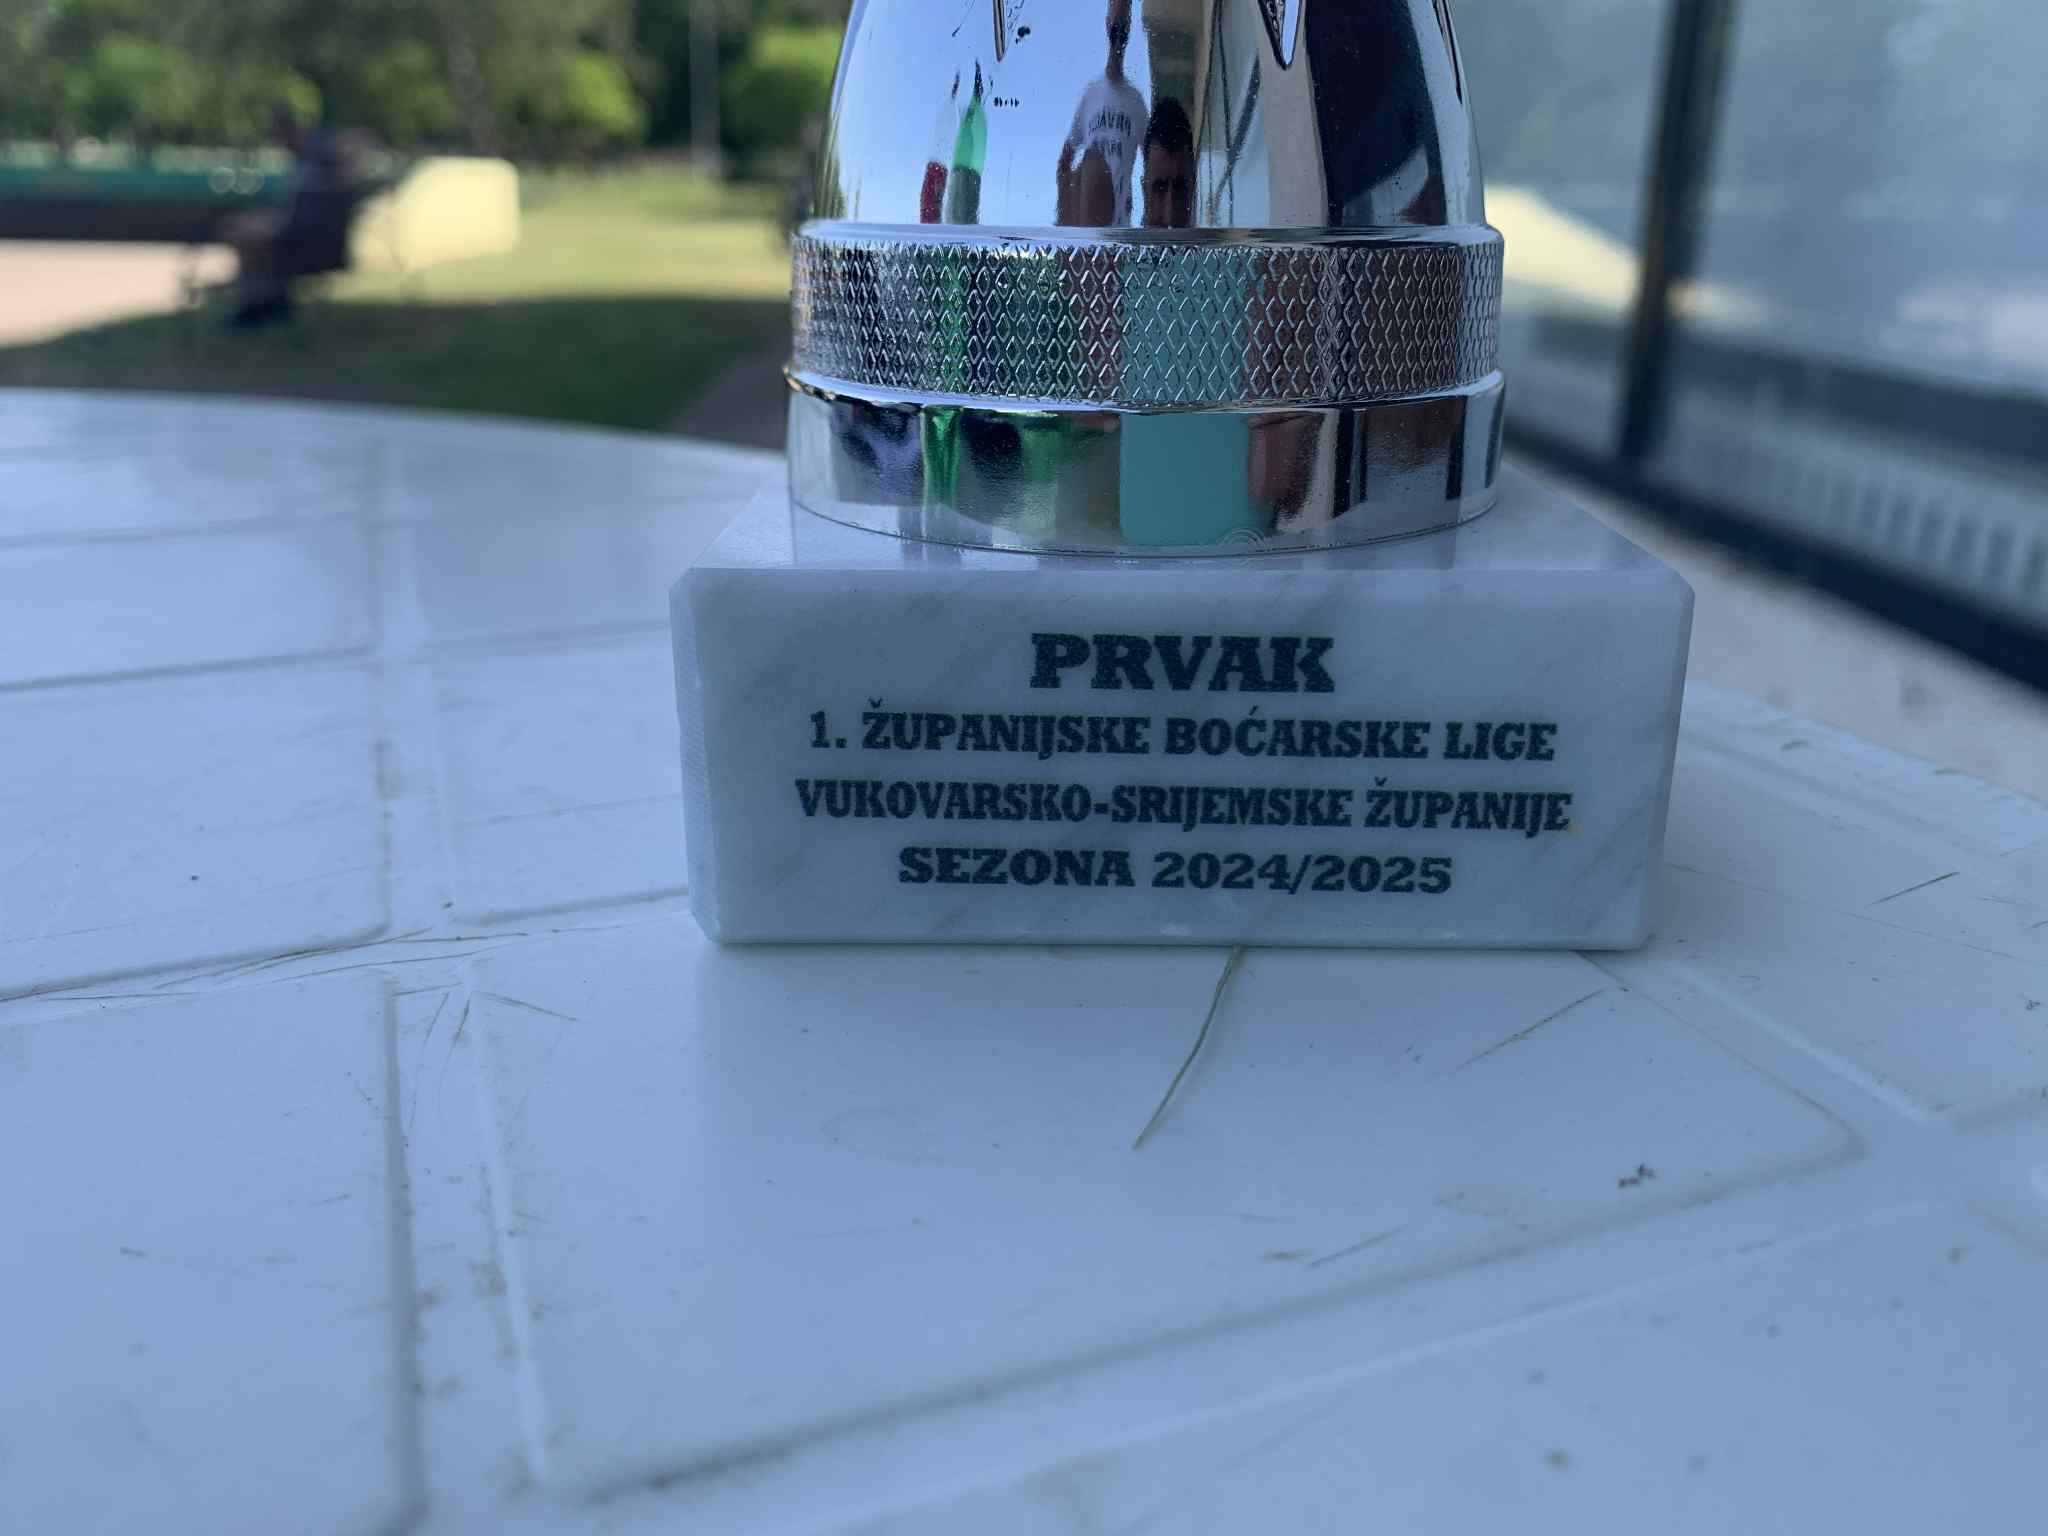 PRVAK
1. ŽUPANIJSKE BOĆARSKE LIGE
VUKOVARSKO-SRIJEMSKE ŽUPANIJE
SEZONA 2024/2025